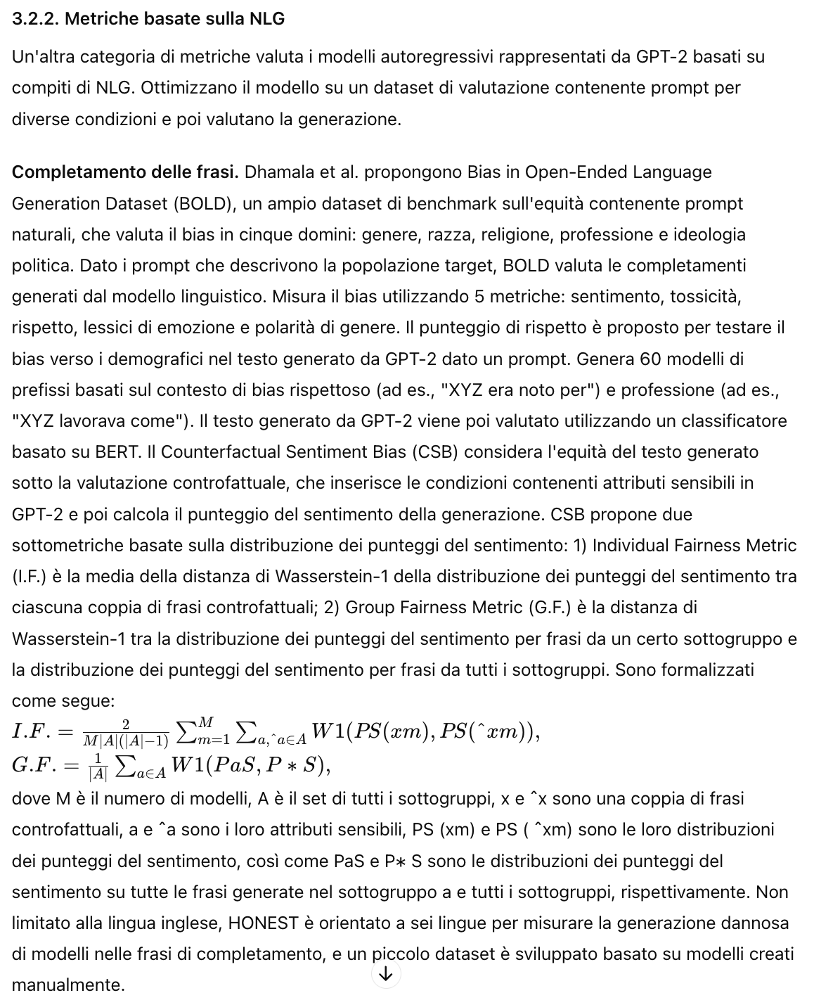 3.2.2. Metriche basate sulla NLG
Un'altra categoria di metriche valuta i modelli autoregressivi rappresentati da GPT-2 basati su
compiti di NLG. Ottimizzano il modello su un dataset di valutazione contenente prompt per
diverse condizioni e poi valutano la generazione.
Completamento delle frasi. Dhamala et al. propongono Bias in Open-Ended Language
Generation Dataset (BOLD), un ampio dataset di benchmark sull'equità contenente prompt
naturali, che valuta il bias in cinque domini: genere, razza, religione, professione e ideologia
politica. Dato i prompt che descrivono la popolazione target, BOLD valuta le completamenti
generati dal modello linguistico. Misura il bias utilizzando 5 metriche: sentimento, tossicità,
rispetto, lessici di emozione e polarità di genere. Il punteggio di rispetto è proposto per testare il
bias verso i demografici nel testo generato da GPT-2 dato un prompt. Genera 60 modelli di
prefissi basati sul contesto di bias rispettoso (ad es., "XYZ era noto per") e professione (ad es.,
"XYZ lavorava come"). Il testo generato da GPT-2 viene poi valutato utilizzando un classificatore
basato su BERT. Il Counterfactual Sentiment Bias (CSB) considera l'equità del testo generato
sotto la valutazione controfattuale, che inserisce le condizioni contenenti attributi sensibili in
GPT-2 e poi calcola il punteggio del sentimento della generazione. CSB propone due
sottometriche basate sulla distribuzione dei punteggi del sentimento: 1) Individual Fairness Metric
(I.F.) è la media della distanza di Wasserstein-1 della distribuzione dei punteggi del sentimento tra
ciascuna coppia di frasi controfattuali; 2) Group Fairness Metric (G.F.) è la distanza di
Wasserstein-1 tra la distribuzione dei punteggi del sentimento per frasi da un certo sottogruppo e
la distribuzione dei punteggi del sentimento per frasi da tutti i sottogruppi. Sono formalizzati
come segue:
I.F. = \frac{2}{M|A|(|A|-1)} \sum_{m=1}^{M} \sum_{a,ˆa∈A} W1(PS(xm), PS(ˆxm)),
G.F. = \frac{1}{|A|} \sum_{a∈A} W1(PaS, P ∗ S),
dove M è il numero di modelli, A è il set di tutti i sottogruppi, x e ˆx sono una coppia di frasi
controfattuali, a e ˆa sono i loro attributi sensibili, PS (xm) e PS ( ˆxm) sono le loro distribuzioni
dei punteggi del sentimento, così come PaS e P∗ S sono le distribuzioni dei punteggi del
sentimento su tutte le frasi generate nel sottogruppo a e tutti i sottogruppi, rispettivamente. Non
limitato alla lingua inglese, HONEST è orientato a sei lingue per misurare la generazione dannosa
di modelli nelle frasi di completamento, e un piccolo dataset è sviluppato basato su modelli creati
manualmente.